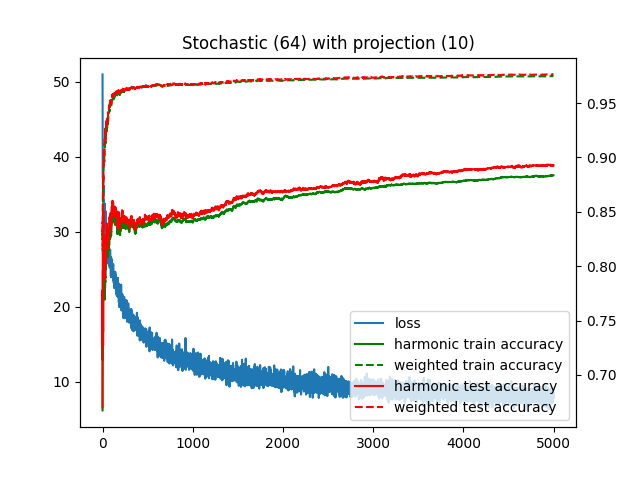 Stochastic (64) with projection (10)
50
40
30
20
10
0.95
0.90
0.85
0.80
0.75
0.70
loss
harmonic train accuracy
weighted train accuracy
harmonic test accuracy
weighted test accuracy
0 1000 2000 3000 4000 5000